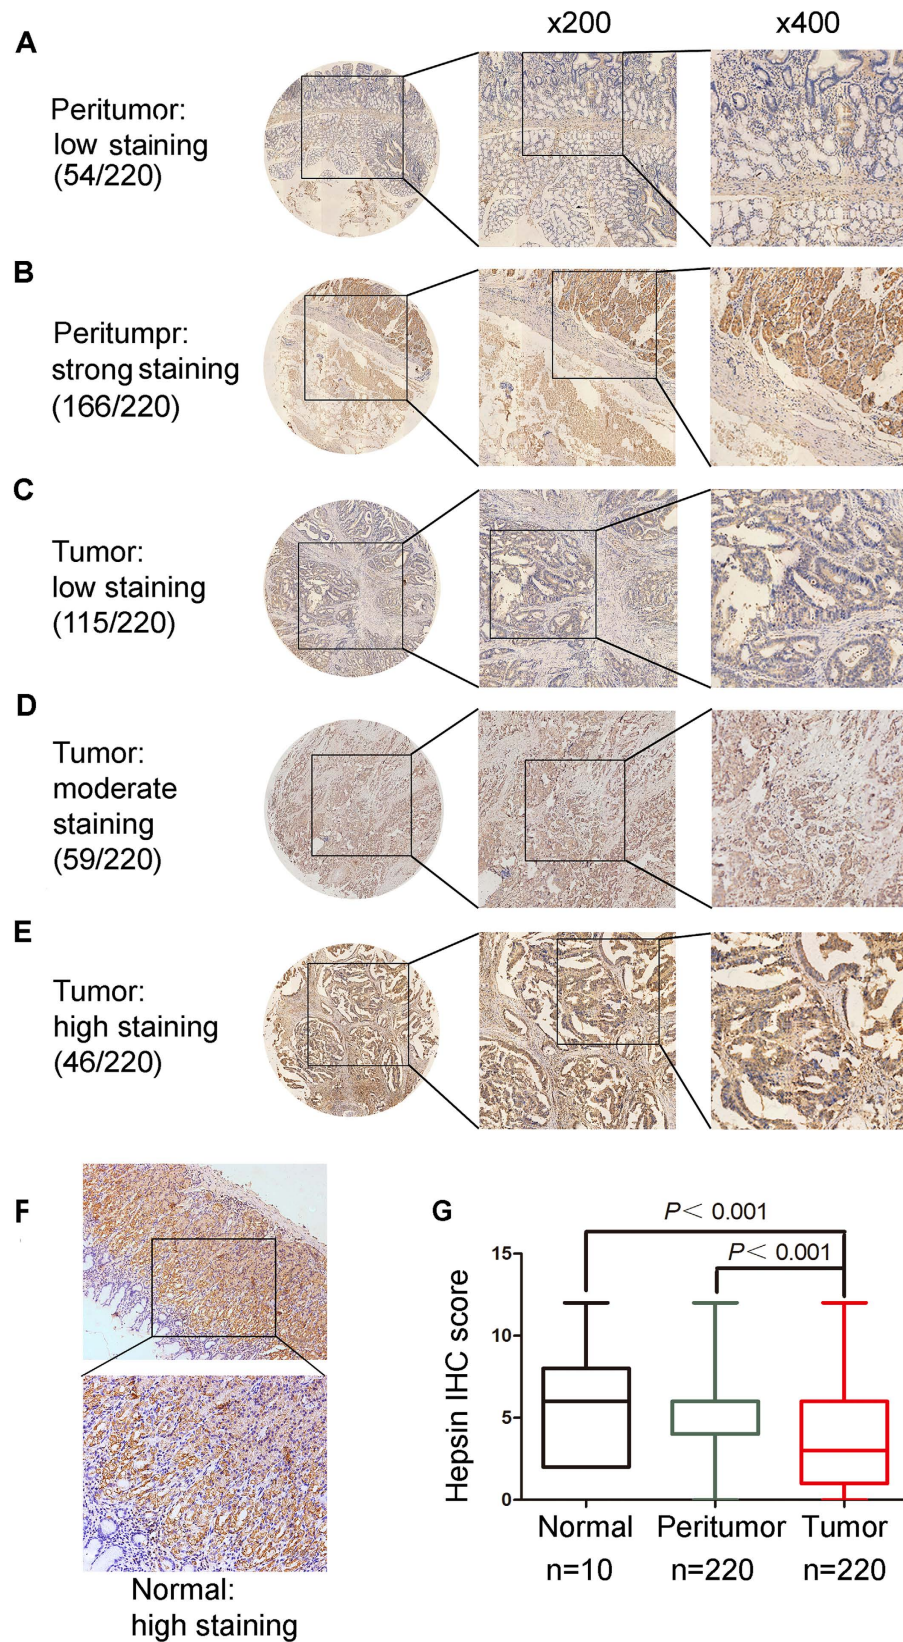 x200
x400
A
Peritumor:
low staining
(54/220)
B
Peritumpr:
strong staining
(166/220)
C
Tumor:
low staining
(115/220)
D
Tumor:
moderate
staining
(59/220)
E
Tumor:
high staining
(46/220)
F
Normal:
high staining
G
P< 0.001
P< 0.001
Hepsin IHC score
15
10
5
0
Normal
Peritumor
Tumor
n=10
n=220
n=220